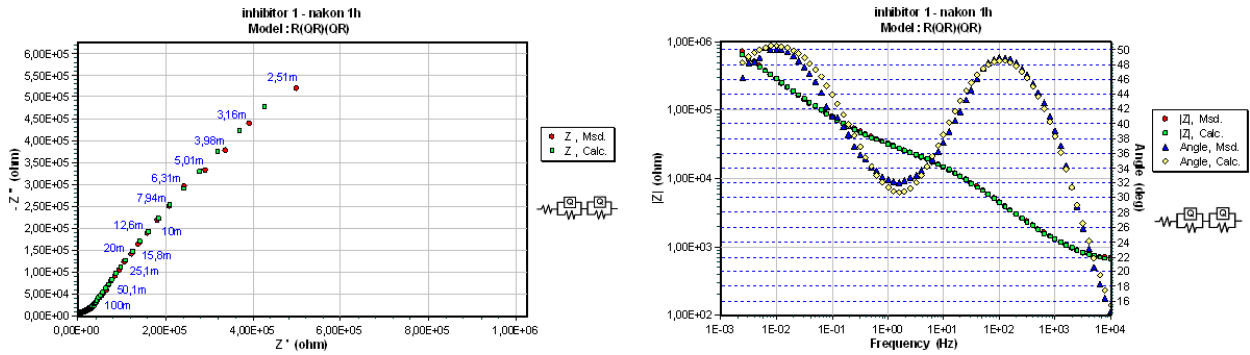 inhibitor 1 - nakon 1h
Model : R(QR)(QR)
6,00E+05
5,50E+05
5,00E+05
4,50E+05
4,00E+05
3,50E+05
3,00E+05
2,50E+05
2,00E+05
1,50E+05
1,00E+05
5,00E+04
0,00E+00
- Z '' (ohm)
2,51m
3,16m
3,98m
5,01m
6,31m
7,94m
10m
12,6m
15,8m
20m
25,1m
50,1m
100m
0,00E+00
2,00E+05
4,00E+05
6,00E+05
8,00E+05
1,00E+06
Z ' (ohm)
Z , Msd.
Z , Calc.
Q
Q
inhibitor 1 - nakon 1h
Model : R(QR)(QR)
1,00E+06
1,00E+05
1,00E+04
1,00E+03
1,00E+02
|Z| (ohm)
50
48
46
44
42
40
38
36
34
32
30
28
26
24
22
20
18
16
Angle (deg)
1E-03
1E-02
1E-01
1E+00
1E+01
1E+02
1E+03
1E+04
Frequency (Hz)
|Z|, Msd.
|Z|, Calc.
Angle, Msd.
Angle, Calc.
Q
Q